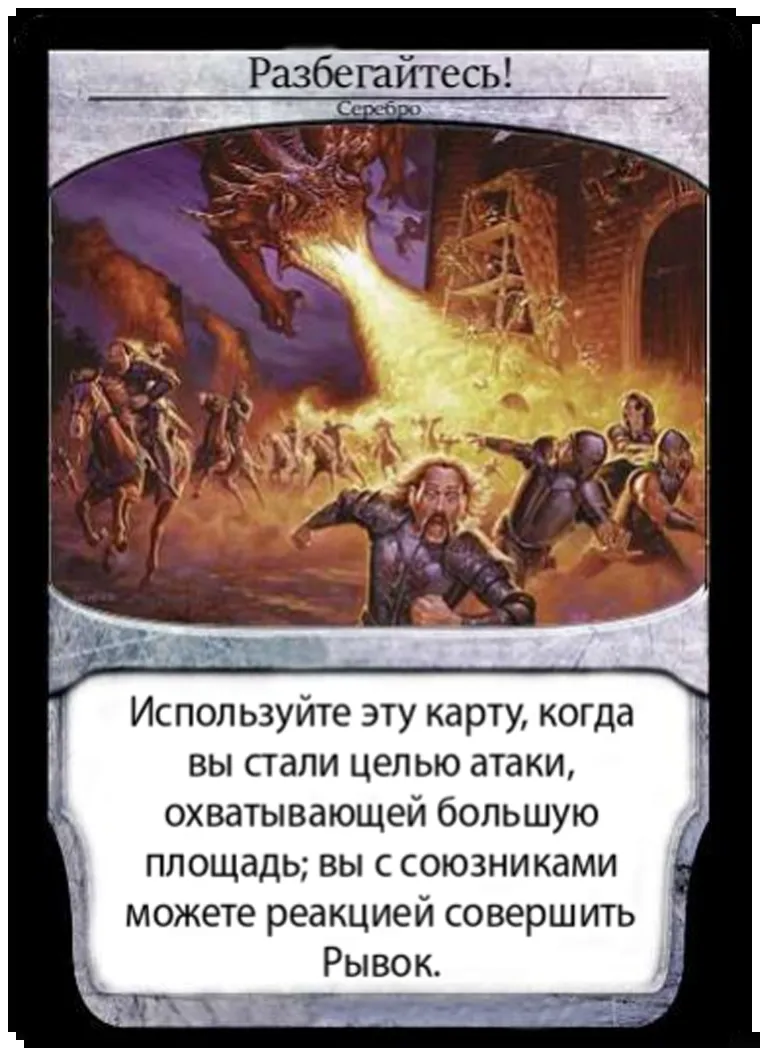 Разбегайтесь!
Серебро
Используйте эту карту, когда
вы стали целью атаки,
охватывающей большую
площадь; вы с союзниками
можете реакцией совершить
Рывок.